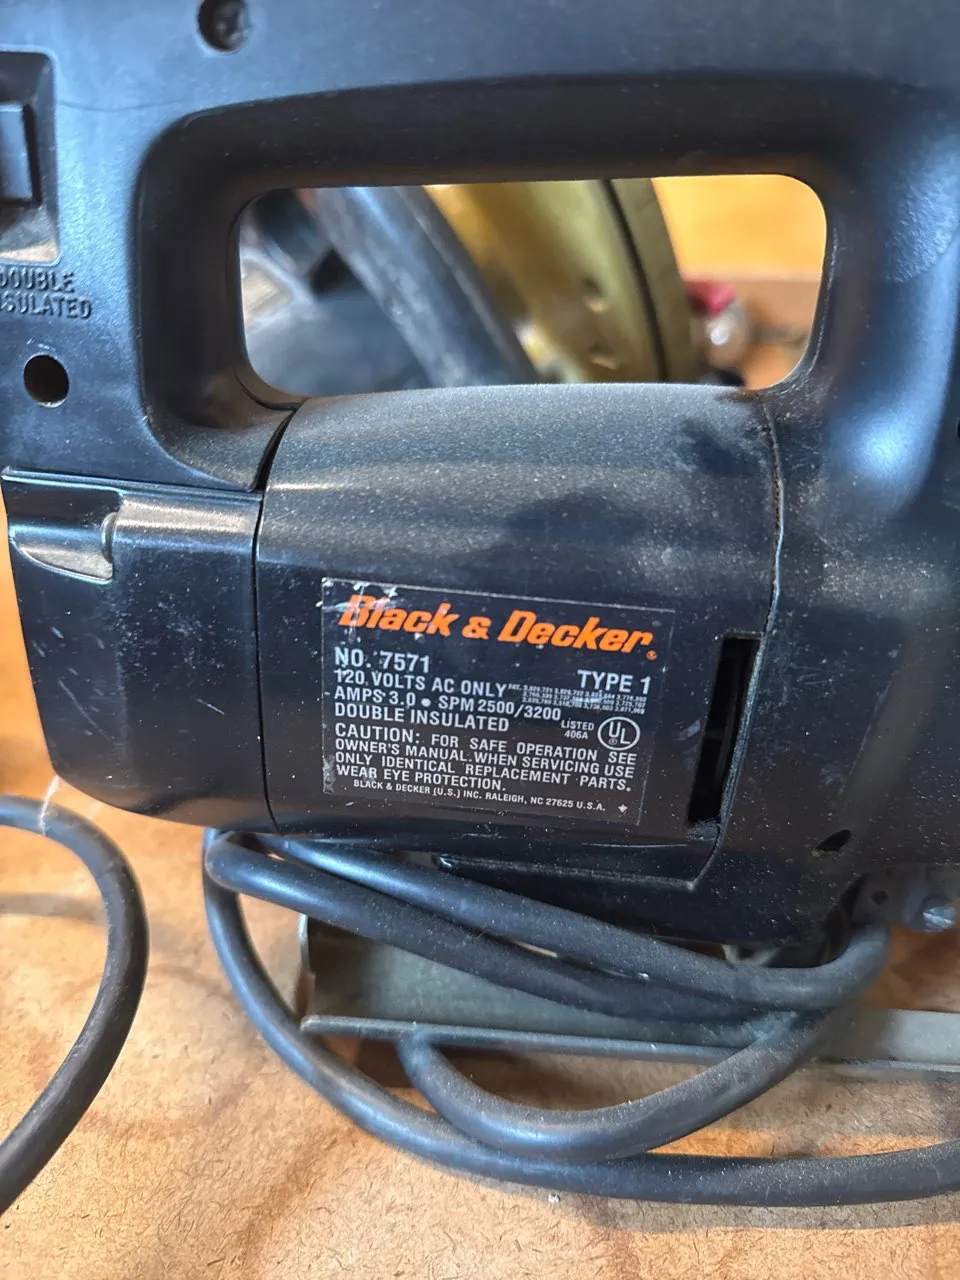 DOUBLE
INSULATED
Black & Decker®
NO. 7571
TYPE 1
120 VOLTS AC ONLY
PAT.
AMPS 3.0 • SPM 2500/3200
DOUBLE INSULATED
LISTED
406A
UL
CAUTION: FOR SAFE OPERATION SEE
OWNER'S MANUAL. WHEN SERVICING USE
ONLY IDENTICAL REPLACEMENT PARTS.
WEAR EYE PROTECTION.
BLACK & DECKER (U.S.) INC. RALEIGH, NC 27625 U.S.A.